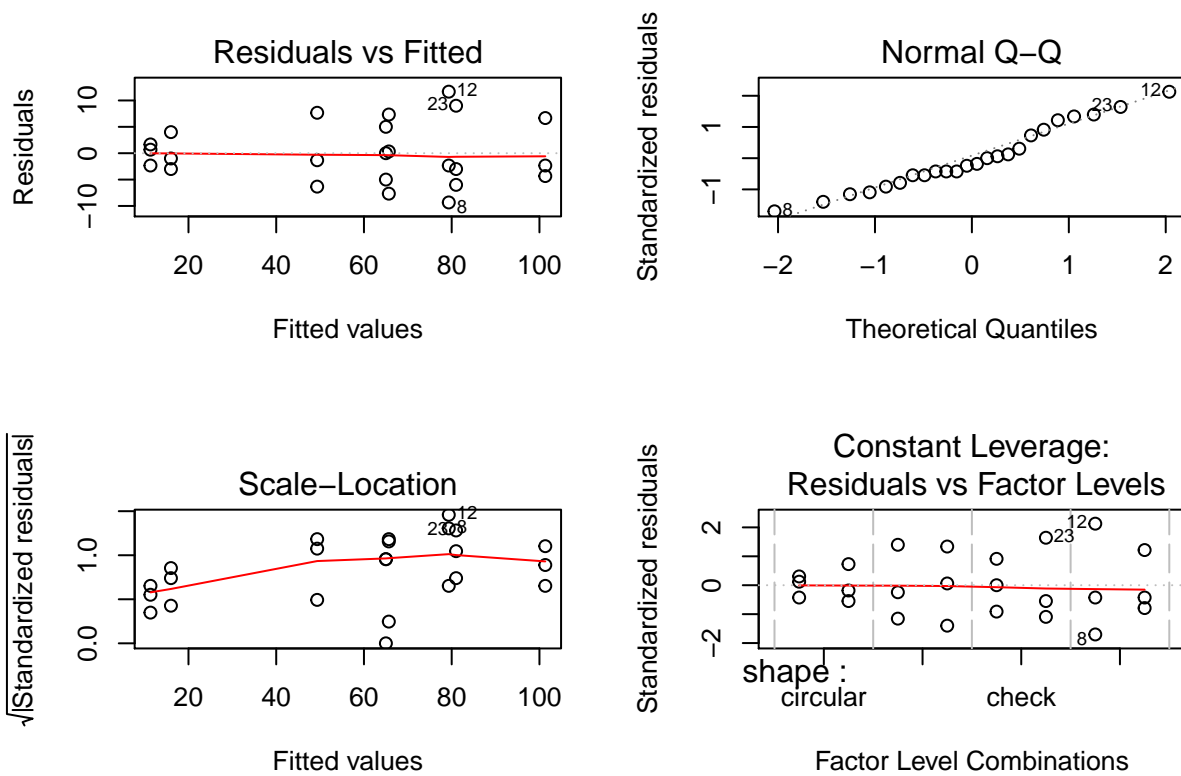 Residuals vs Fitted
Residuals
10
0
−10
12
23
8
20 40 60 80 100
Fitted values
Normal Q−Q
Standardized residuals
1
−1
12
23
8
−2 −1 0 1 2
Theoretical Quantiles
Scale−Location
√|Standardized residuals|
1.0
0.0
12
23
8
20 40 60 80 100
Fitted values
Constant Leverage:
Residuals vs Factor Levels
Standardized residuals
2
0
−2
12
23
8
shape :
circular check
Factor Level Combinations